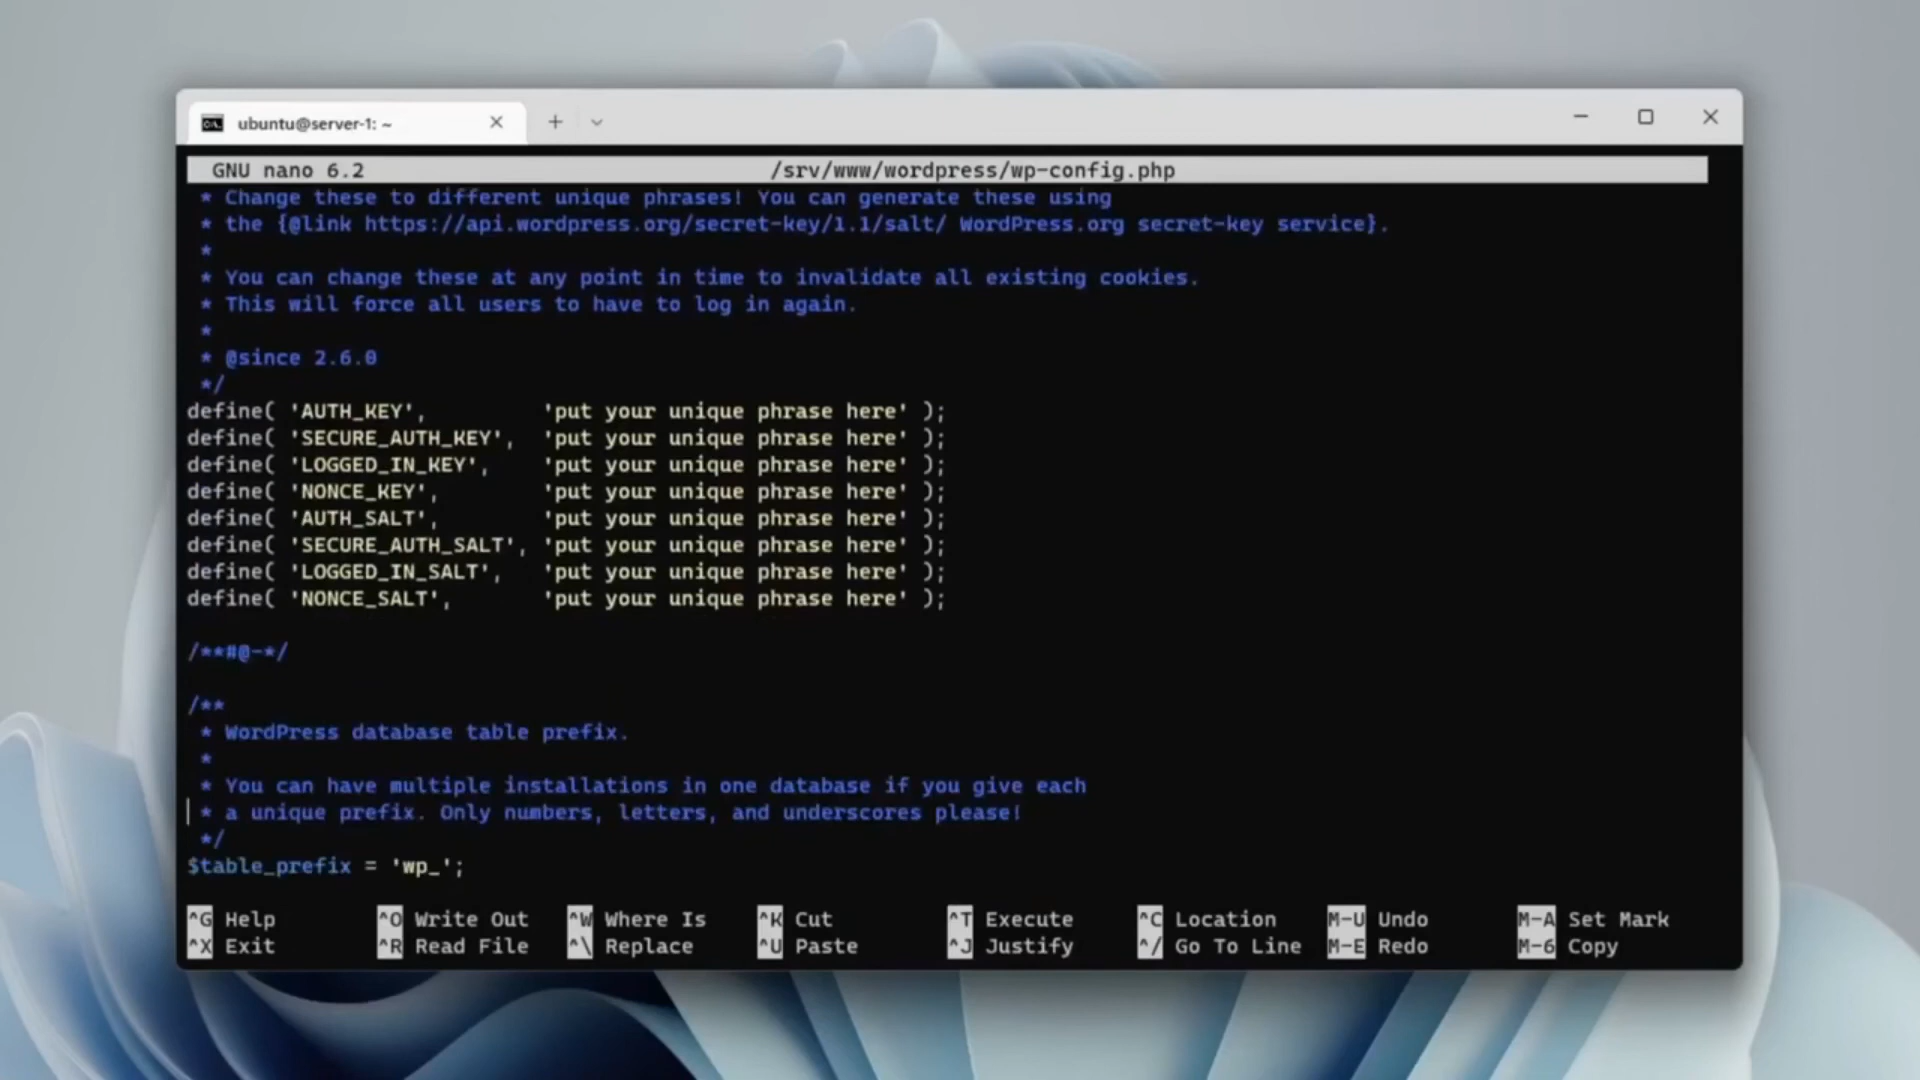 ubuntu@server-1: ~
GNU nano 6.2 /srv/www/wordpress/wp-config.php
* Change these to different unique phrases! You can generate these using
* the {@link https://api.wordpress.org/secret-key/1.1/salt/ WordPress.org secret-key service}.
*
* You can change these at any point in time to invalidate all existing cookies.
* This will force all users to have to log in again.
*
* @since 2.6.0
*/
define( 'AUTH_KEY',         'put your unique phrase here' );
define( 'SECURE_AUTH_KEY',  'put your unique phrase here' );
define( 'LOGGED_IN_KEY',    'put your unique phrase here' );
define( 'NONCE_KEY',        'put your unique phrase here' );
define( 'AUTH_SALT',        'put your unique phrase here' );
define( 'SECURE_AUTH_SALT', 'put your unique phrase here' );
define( 'LOGGED_IN_SALT',   'put your unique phrase here' );
define( 'NONCE_SALT',       'put your unique phrase here' );
/**#@-*/
/**
* WordPress database table prefix.
*
* You can have multiple installations in one database if you give each
* a unique prefix. Only numbers, letters, and underscores please!
*/
$table_prefix = 'wp_';
^G Help ^O Write Out ^W Where Is ^K Cut ^T Execute ^C Location M-U Undo M-A Set Mark
^X Exit ^R Read File ^\ Replace ^U Paste ^J Justify ^/ Go To Line M-E Redo M-6 Copy